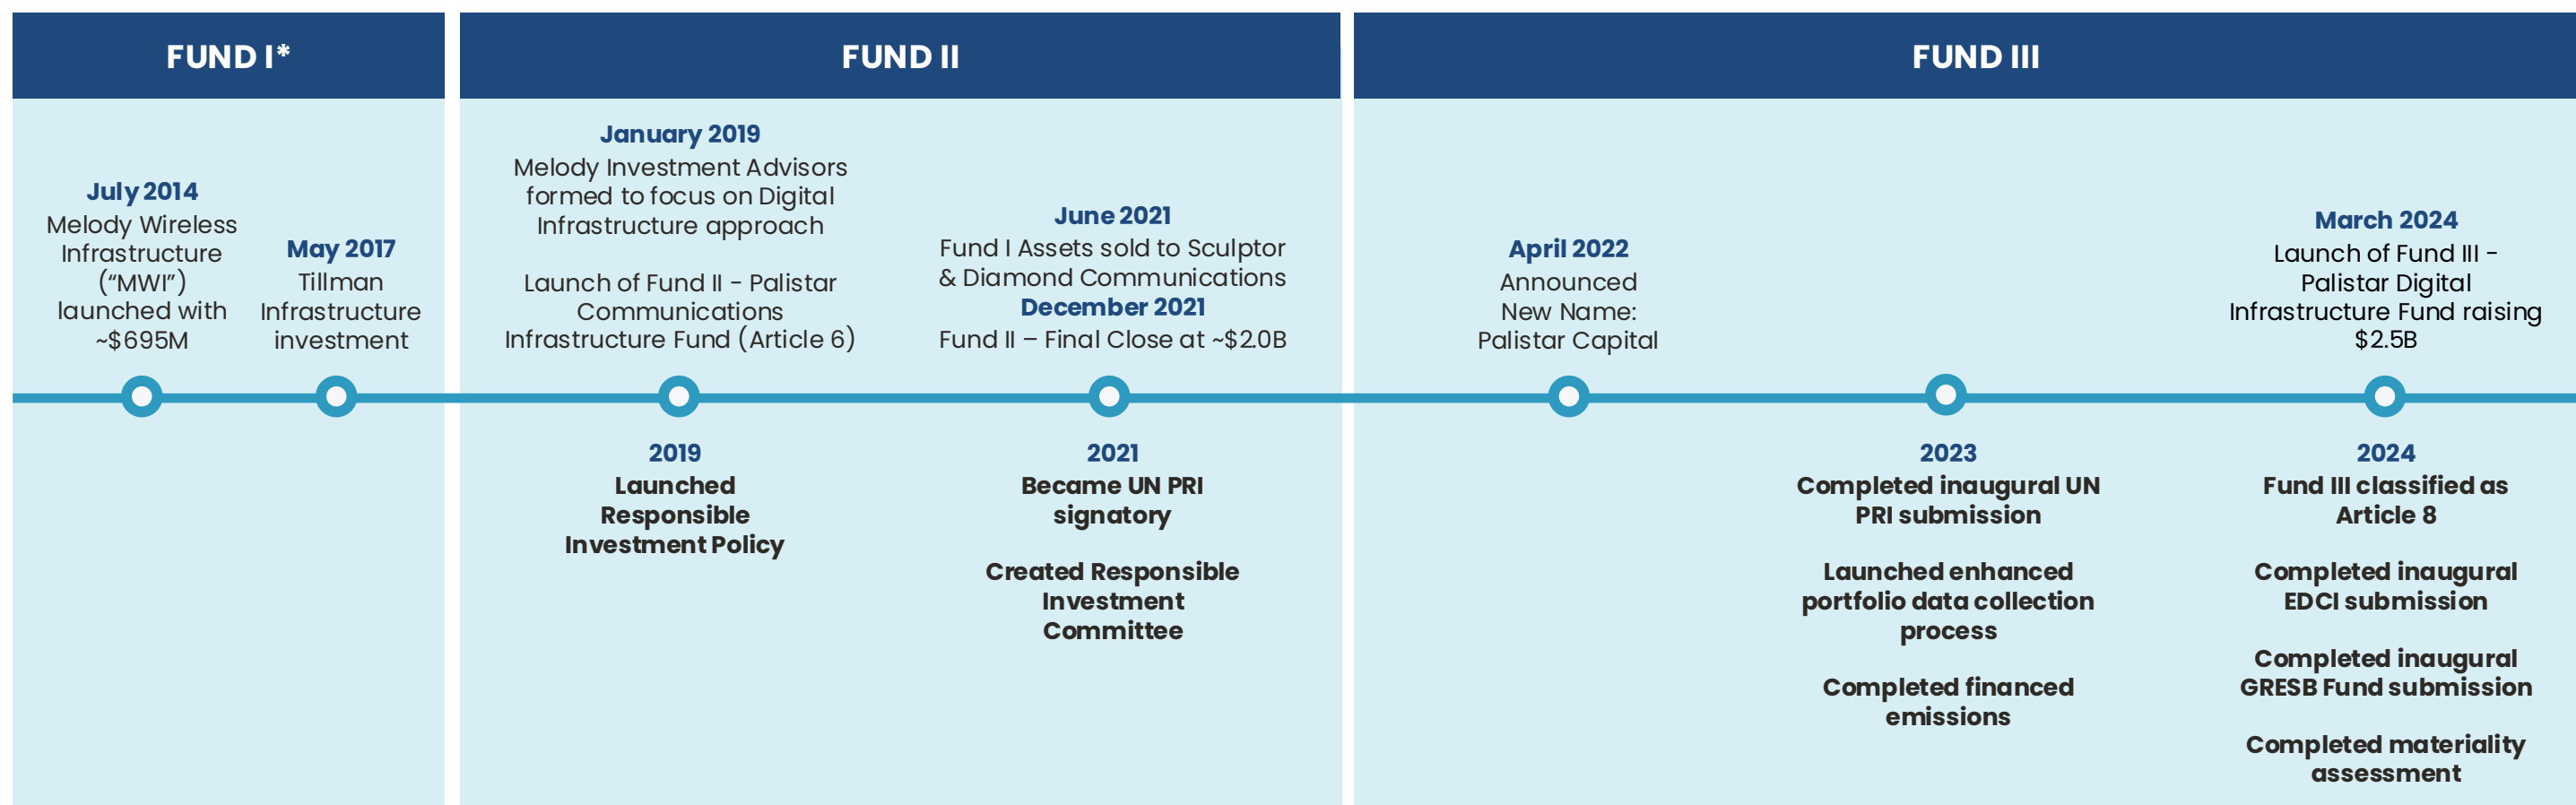 FUND I*
July 2014
Melody Wireless
Infrastructure
(“MWI”)
launched with
~$695M
May 2017
Tillman
Infrastructure
investment
FUND II
January 2019
Melody Investment Advisors
formed to focus on Digital
Infrastructure approach
Launch of Fund II - Palistar
Communications
Infrastructure Fund (Article 6)
2019
Launched
Responsible
Investment Policy
June 2021
Fund I Assets sold to Sculptor
& Diamond Communications
December 2021
Fund II – Final Close at ~$2.0B
2021
Became UN PRI
signatory
Created Responsible
Investment
Committee
FUND III
April 2022
Announced
New Name:
Palistar Capital
2023
Completed inaugural UN
PRI submission
Launched enhanced
portfolio data collection
process
Completed financed
emissions
March 2024
Launch of Fund III -
Palistar Digital
Infrastructure Fund raising
$2.5B
2024
Fund III classified as
Article 8
Completed inaugural
EDCI submission
Completed inaugural
GRESB Fund submission
Completed materiality
assessment